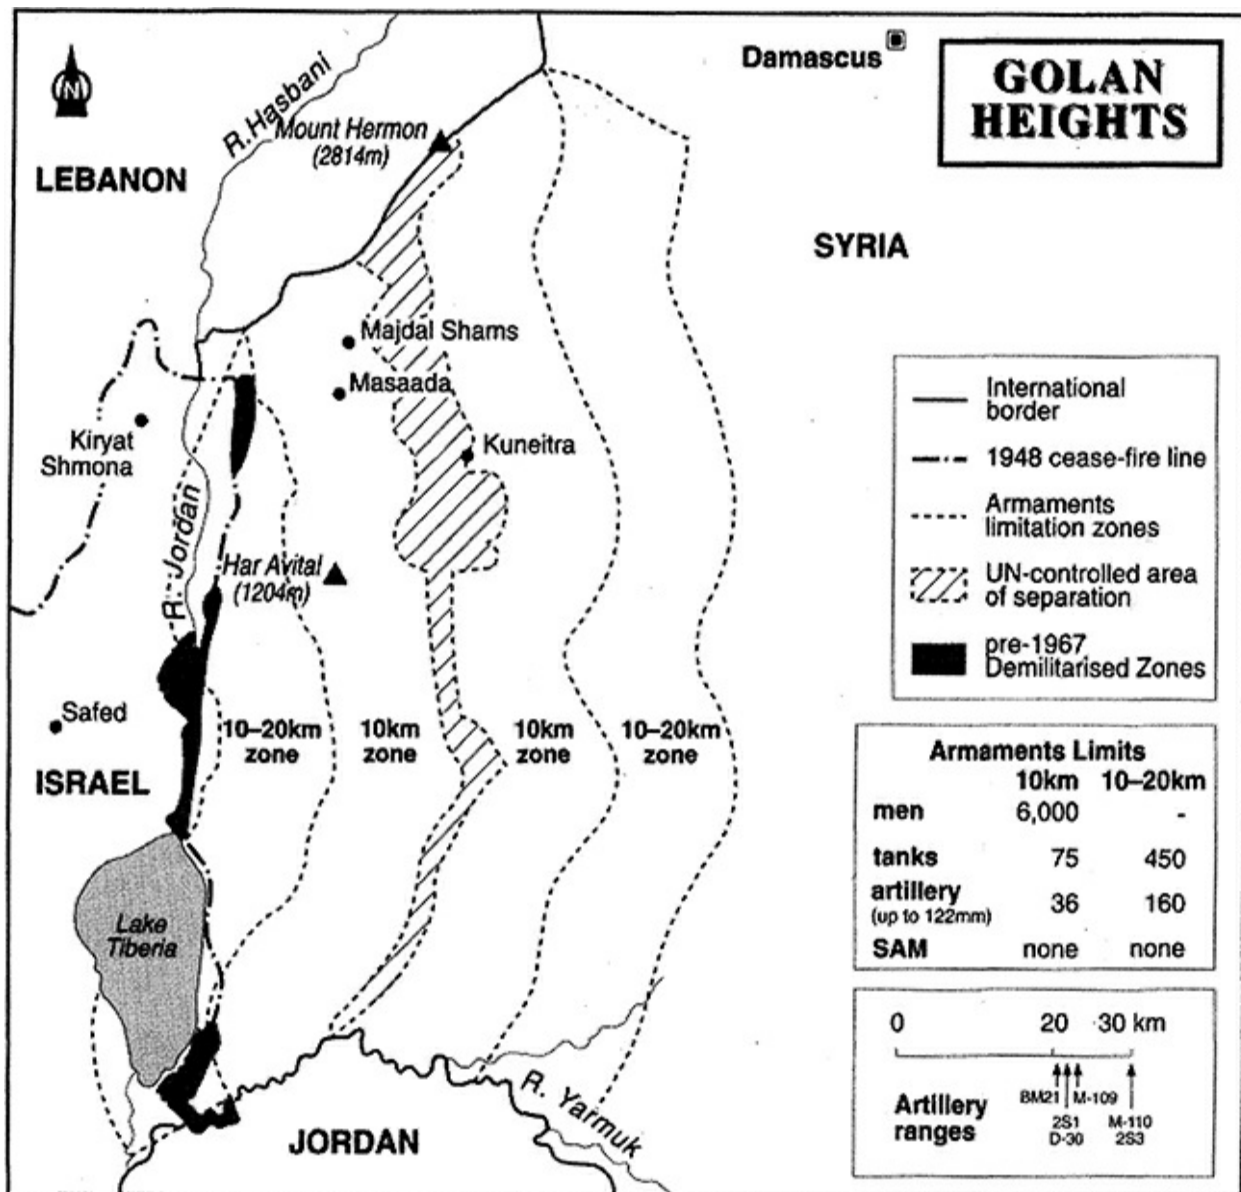 GOLAN
HEIGHTS
Damascus
N
R. Hasbani
Mount Hermon
(2814m)
LEBANON
SYRIA
Majdal Shams
Masaada
Kiryat
Shmona
Kuneitra
R. Jordan
Har Avital
(1204m)
Safed
ISRAEL
10–20km
zone
10km
zone
10km
zone
10–20km
zone
Lake
Tiberia
R. Yarmuk
JORDAN
International
border
1948 cease-fire line
Armaments
limitation zones
UN-controlled area
of separation
pre-1967
Demilitarised Zones
Armaments Limits
10km 10–20km
men 6,000 -
tanks 75 450
artillery 36 160
(up to 122mm)
SAM none none
0 20 30 km
BM21 M-109
2S1 M-110
D-30 2S3
Artillery
ranges